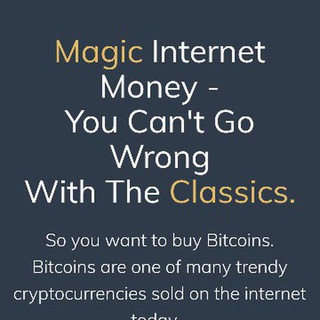 Magic Internet
Money -
You Can't Go
Wrong
With The Classics.
So you want to buy Bitcoins.
Bitcoins are one of many trendy
cryptocurrencies sold on the internet
today